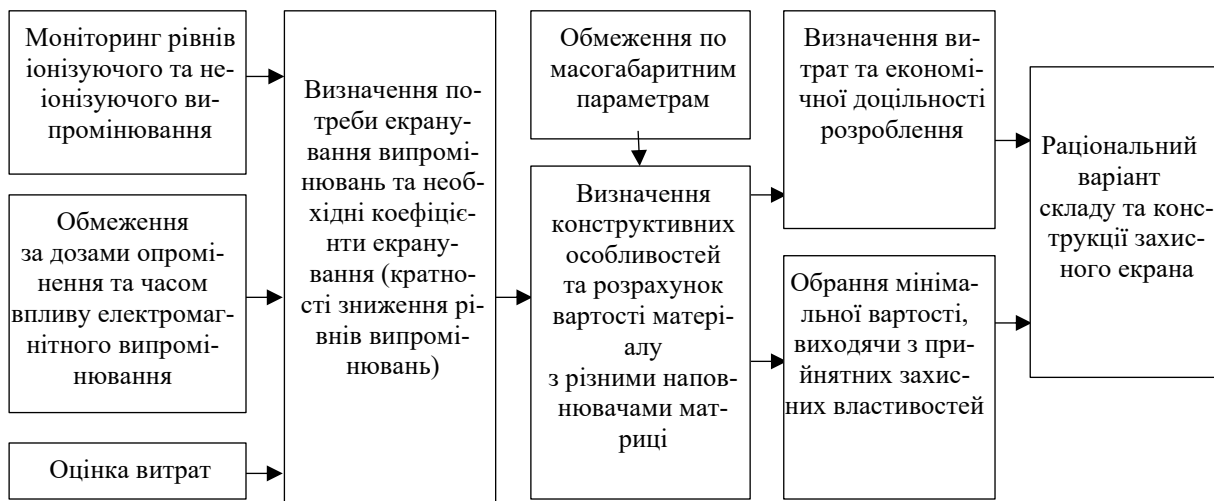 Моніторинг рівнів
іонізуючого та не-
іонізуючого ви-
промінювання
Обмеження
за дозами опромі-
нення та часом
впливу електромаг-
нітного випромі-
нювання
Оцінка витрат
Визначення по-
треби екрану-
вання випромі-
нювань та необ-
хідні коефіціє-
нти екрану-
вання (кратно-
сті зниження рі-
внів випромі-
нювань)
Обмеження по
масогабаритним
параметрам
Визначення
конструктивних
особливостей
та розрахунок
вартості матері-
алу
з різними напов-
нювачами мат-
риці
Визначення ви-
трат та економі-
чної доцільності
розроблення
Обрання мініма-
льної вартості,
виходячи з при-
йнятних захис-
них властивостей
Раціональний
варіант
складу та конс-
трукції захис-
ного екрана